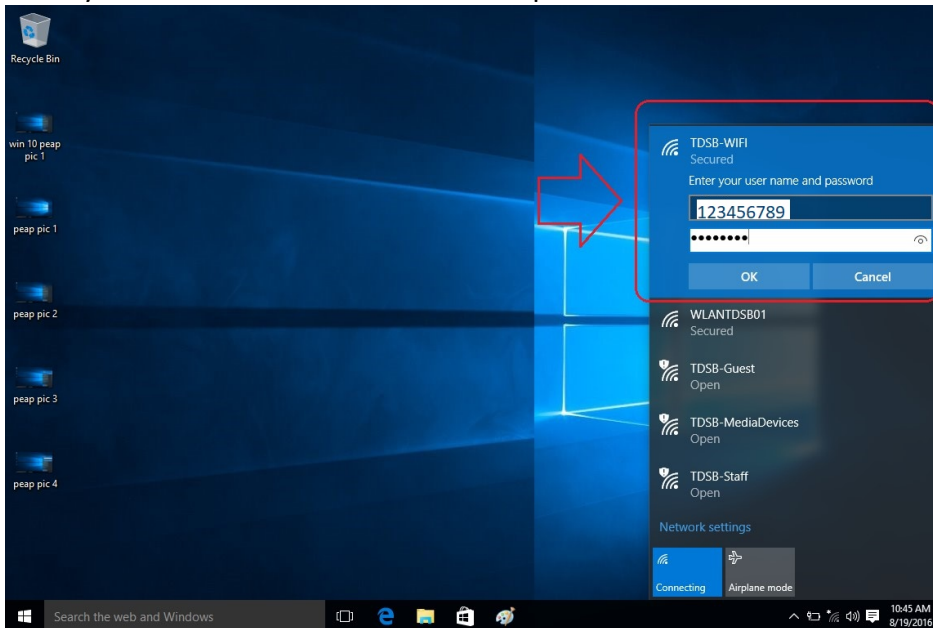 Recycle Bin
win 10 peap
pic 1
peap pic 1
peap pic 2
peap pic 3
peap pic 4
TDSB-WIFI
Secured
Enter your user name and password
123456789
••••••••
OK Cancel
WLANTDSB01
Secured
TDSB-Guest
Open
TDSB-MediaDevices
Open
TDSB-Staff
Open
Network settings
Connecting Airplane mode
Search the web and Windows
10:45 AM
8/19/2016